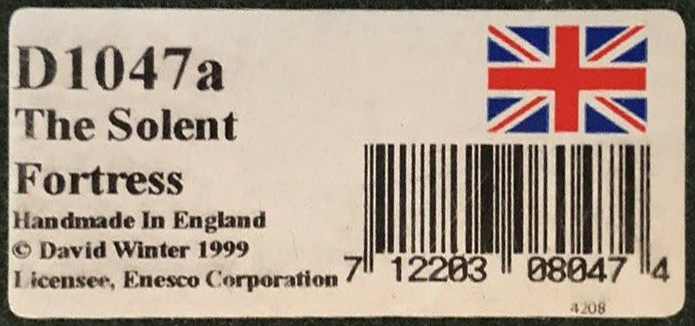 D1047a
The Solent
Fortress
Handmade In England
© David Winter 1999
Licensee, Enesco Corporation
7 12203 08047 4
4208